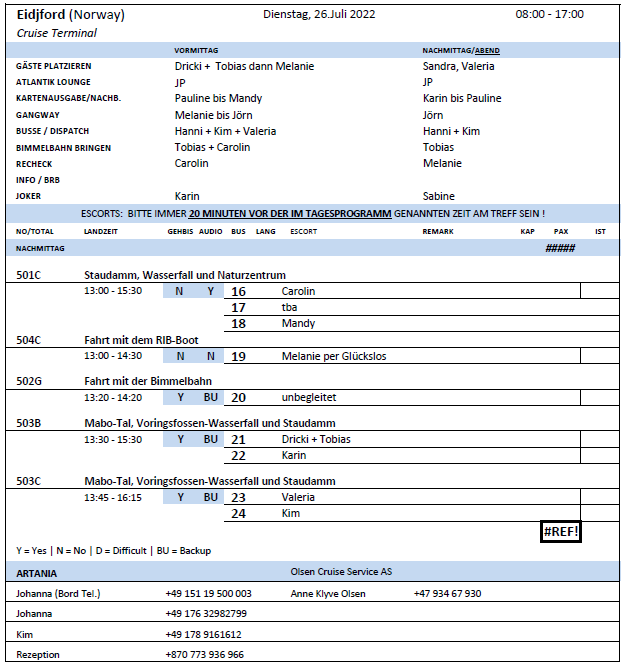 Eidjford (Norway) Dienstag, 26.Juli 2022 08:00 - 17:00
Cruise Terminal
VORMITTAG NACHMITTAG/ABEND
GÄSTE PLATZIEREN Dricki + Tobias dann Melanie Sandra, Valeria
ATLANTIK LOUNGE JP JP
KARTENAUSGABE/NACHB. Pauline bis Mandy Karin bis Pauline
GANGWAY Melanie bis Jörn Jörn
BUSSE / DISPATCH Hanni + Kim + Valeria Hanni + Kim
BIMMELBAHN BRINGEN Tobias + Carolin Tobias
RECHECK Carolin Melanie
INFO / BRB
JOKER Karin Sabine
ESCORTS: BITTE IMMER 20 MINUTEN VOR DER IM TAGESPROGRAMM GENANNTEN ZEIT AM TREFF SEIN !
NO/TOTAL LANDZEIT GEHBIS AUDIO BUS LANG ESCORT REMARK KAP PAX IST
NACHMITTAG #####
501C Staudamm, Wasserfall und Naturzentrum
13:00 - 15:30 N Y 16 Carolin
17 tba
18 Mandy
504C Fahrt mit dem RIB-Boot
13:00 - 14:30 N N 19 Melanie per Glückslos
502G Fahrt mit der Bimmelbahn
13:20 - 14:20 Y BU 20 unbegleitet
503B Mabo-Tal, Voringsfossen-Wasserfall und Staudamm
13:30 - 15:30 Y BU 21 Dricki + Tobias
22 Karin
503C Mabo-Tal, Voringsfossen-Wasserfall und Staudamm
13:45 - 16:15 Y BU 23 Valeria
24 Kim
#REF!
Y = Yes | N = No | D = Difficult | BU = Backup
ARTANIA Olsen Cruise Service AS
Johanna (Bord Tel.) +49 151 19 500 003 Anne Klyve Olsen +47 934 67 930
Johanna +49 176 32982799
Kim +49 178 9161612
Rezeption +870 773 936 966